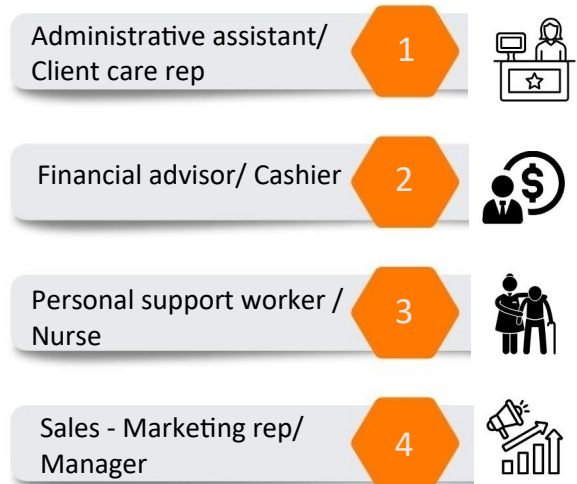 Administrative assistant/
Client care rep
1
Financial advisor/ Cashier
2
$
Personal support worker /
Nurse
3
Sales - Marketing rep/
Manager
4